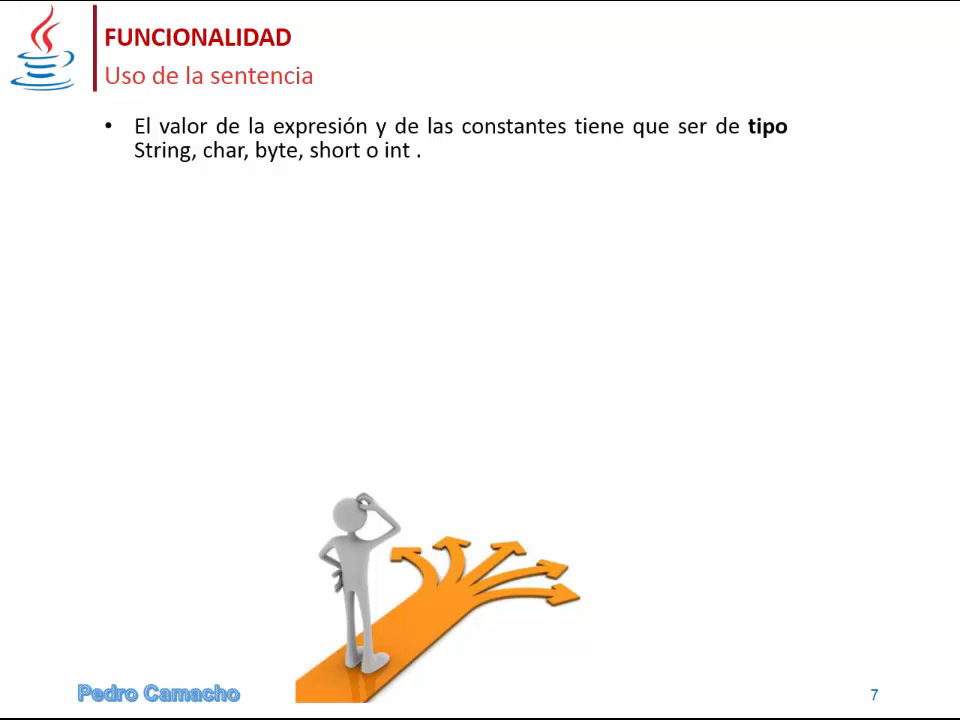 FUNCIONALIDAD
Uso de la sentencia
• El valor de la expresión y de las constantes tiene que ser de tipo
String, char, byte, short o int .
Pedro Camacho
7